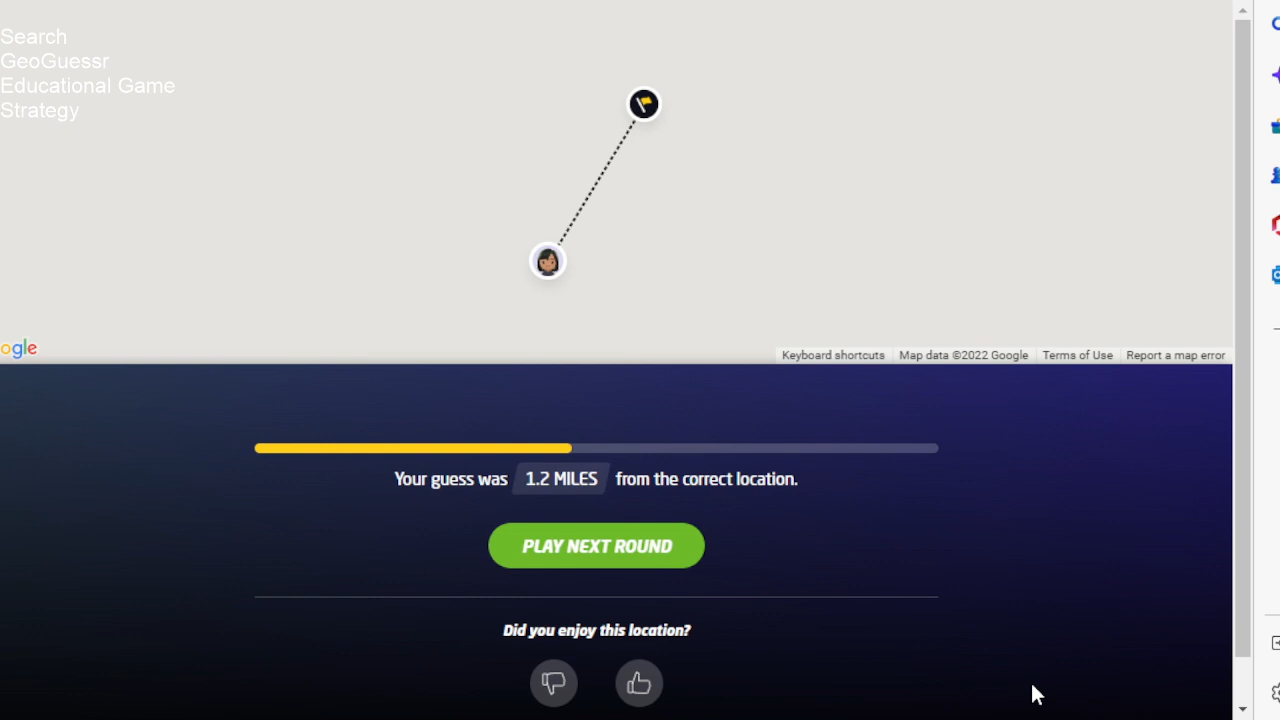 Search
GeoGuessr
Educational Game
Strategy
ogle
Keyboard shortcuts
Map data ©2022 Google
Terms of Use
Report a map error
Your guess was 1.2 MILES from the correct location.
PLAY NEXT ROUND
Did you enjoy this location?